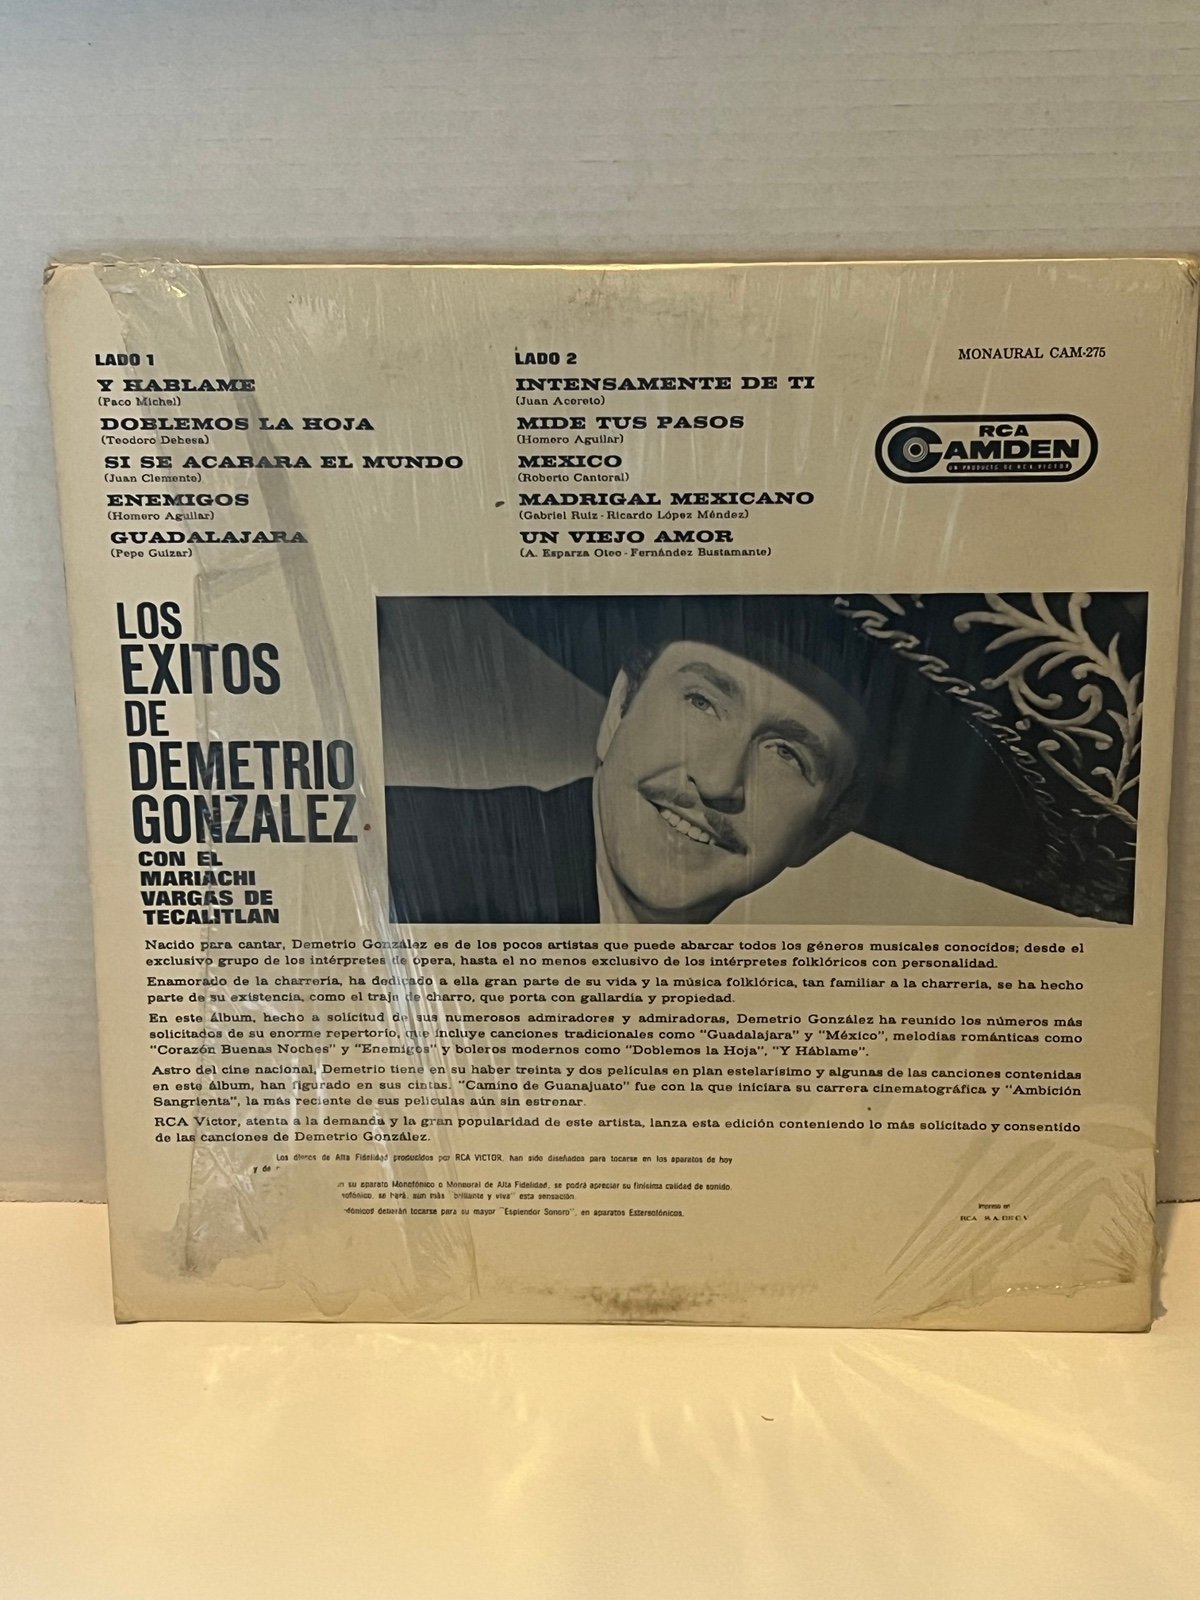 LADO 1
Y HABLAME
(Paco Michel)
DOBLEMOS LA HOJA
(Teodoro Dehesa)
SI SE ACABARA EL MUNDO
(Juan Clemente)
ENEMIGOS
(Homero Aguilar)
GUADALAJARA
(Pepe Guizar)
LADO 2
INTENSAMENTE DE TI
(Juan Acereto)
MIDE TUS PASOS
(Homero Aguilar)
MEXICO
(Roberto Cantoral)
MADRIGAL MEXICANO
(Gabriel Ruiz - Ricardo López Méndez)
UN VIEJO AMOR
(A. Esparza Oteo - Fernández Bustamante)
MONAURAL CAM-275
RCA
CAMDEN
UN PRODUCTO DE RCA VICTOR
LOS
EXITOS
DE
DEMETRIO
GONZALEZ
CON EL
MARIACHI
VARGAS DE
TECALITLAN
Nacido para cantar, Demetrio González es de los pocos artistas que puede abarcar todos los géneros musicales conocidos; desde el
exclusivo grupo de los intérpretes de ópera, hasta el no menos exclusivo de los intérpretes folklóricos con personalidad.
Enamorado de la charrería, ha dedicado a ella gran parte de su vida y la música folklórica, tan familiar a la charrería, se ha hecho
parte de su existencia, como el traje de charro, que porta con gallardía y propiedad.
En este álbum, hecho a solicitud de sus numerosos admiradores y admiradoras, Demetrio González ha reunido los números más
solicitados de su enorme repertorio, que incluye canciones tradicionales como "Guadalajara" y "México", melodías románticas como
"Corazón Buenas Noches" y "Enemigos" y boleros modernos como "Doblemos la Hoja", "Y Háblame".
Astro del cine nacional, Demetrio tiene en su haber treinta y dos películas en plan estelarísimo y algunas de las canciones contenidas
en este álbum, han figurado en sus cintas. "Camino de Guanajuato" fue con la que iniciara su carrera cinematográfica y "Ambición
Sangrienta", la más reciente de sus películas aún sin estrenar.
RCA Victor, atenta a la demanda y la gran popularidad de este artista, lanza esta edición conteniendo lo más solicitado y consentido
de las canciones de Demetrio González.
Los discos de Alta Fidelidad producidos por RCA VICTOR, han sido diseñados para tocarse en los aparatos de hoy
y de
su aparato Monofónico o Monaural de Alta Fidelidad, se podrá apreciar su finísima calidad de sonido.
se hará, aun más "brillante y viva" esta sensación
deberán tocarse para su mayor "Esplendor Sonoro", en aparatos Estereofónicos.
Impreso en
RCA S.A. DE C.V.